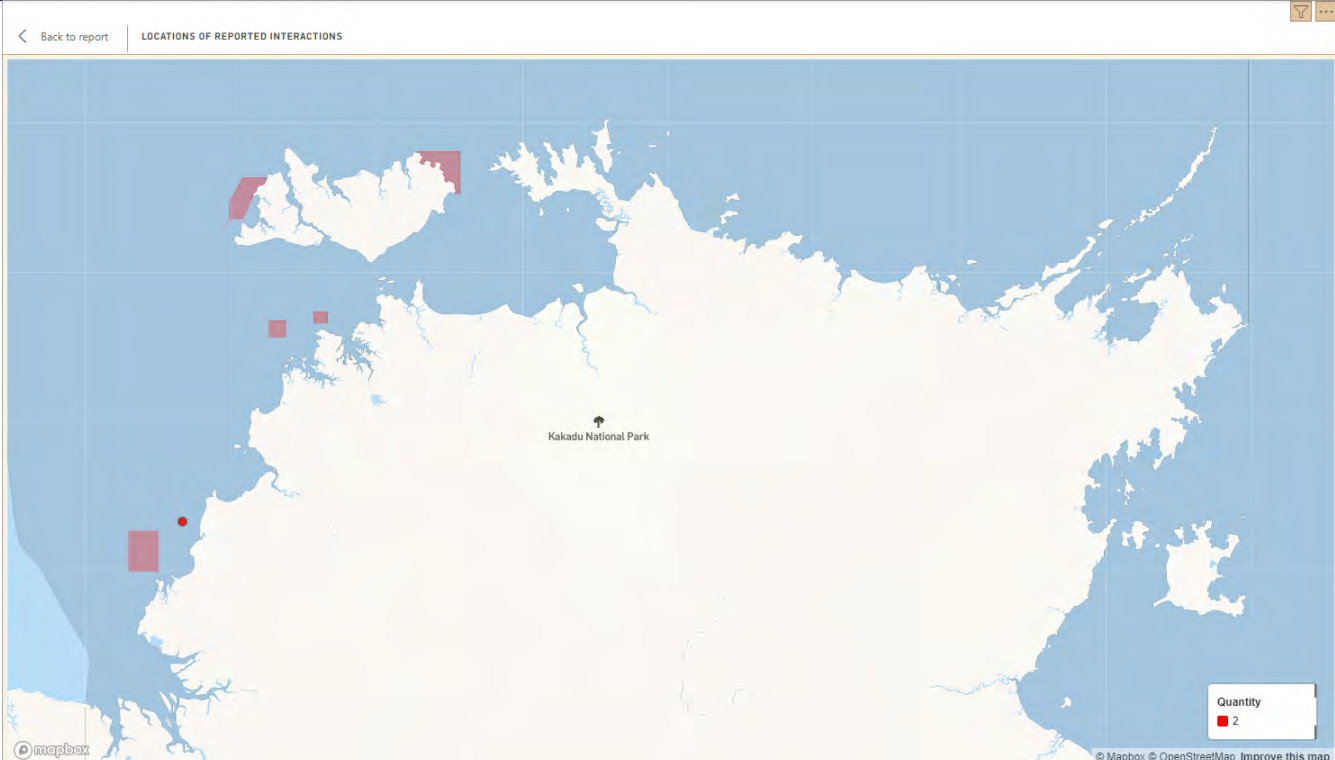 Back to report
LOCATIONS OF REPORTED INTERACTIONS
Kakadu National Park
Quantity
2
mapbox
© Mapbox © OpenStreetMap Improve this map